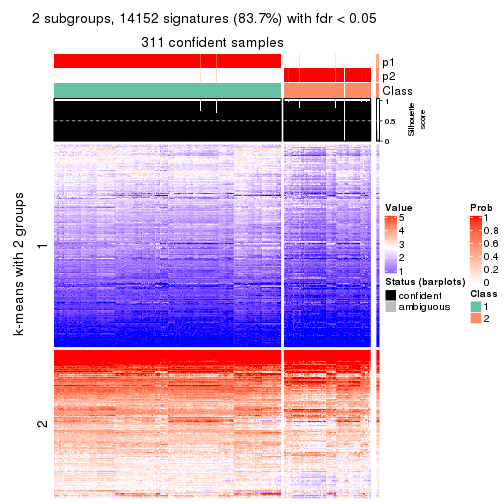 2 subgroups, 14152 signatures (83.7%) with fdr < 0.05
311 confident samples
p1
p2
Class
1
0.5
0
Silhouette
score
k-means with 2 groups
1
2
Value
5
4
3
2
1
Status (barplots)
confident
ambiguous
Prob
1
0.8
0.6
0.4
0.2
0
Class
1
2